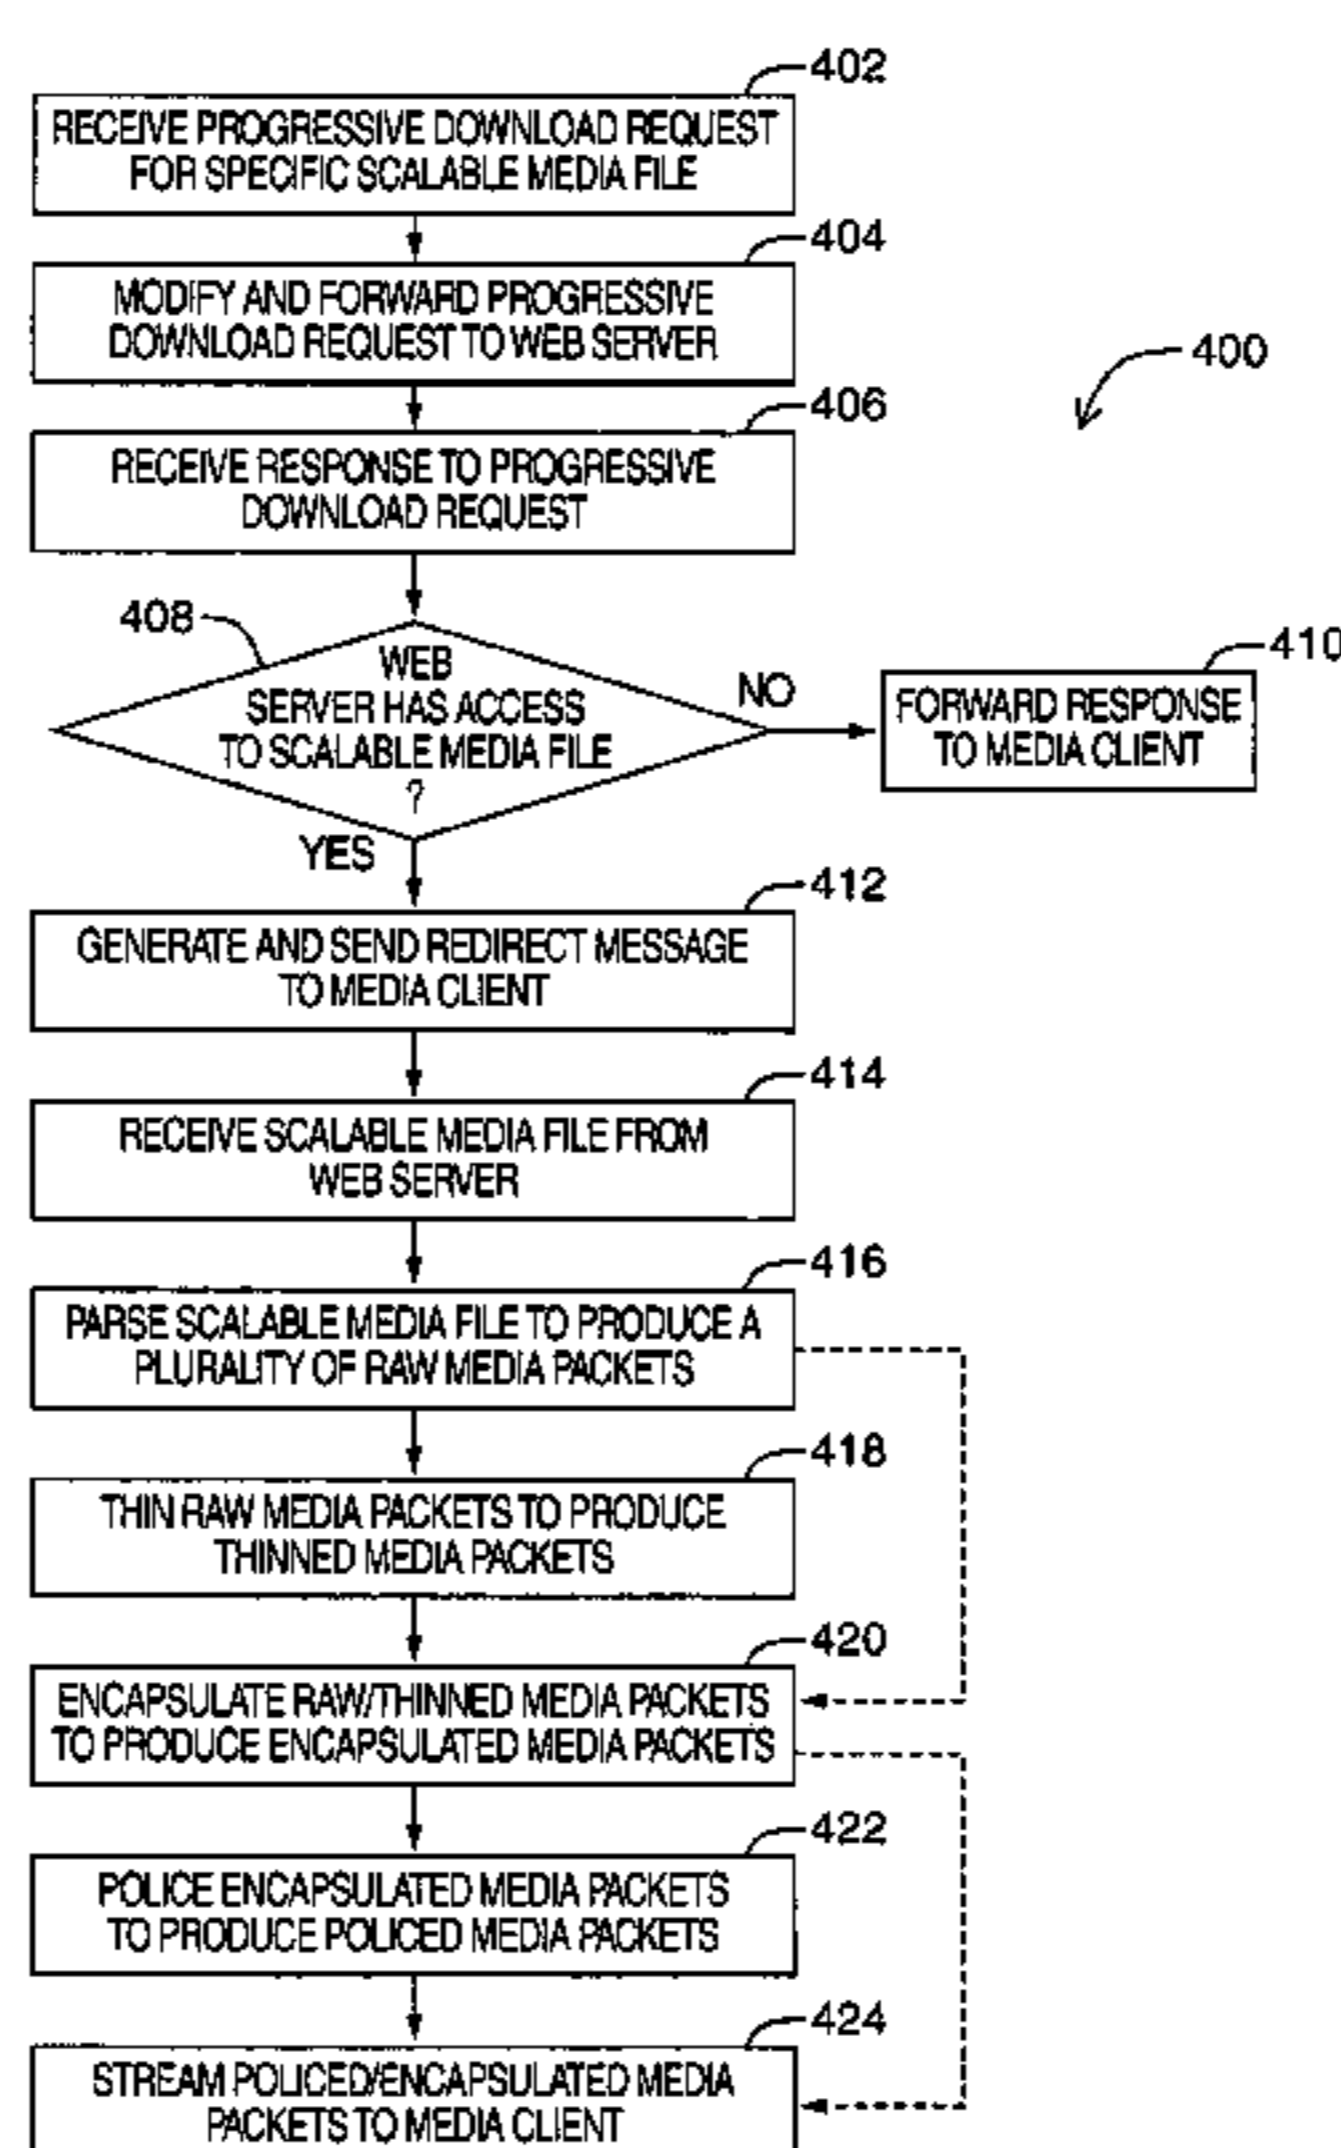 402
RECEIVE PROGRESSIVE DOWNLOAD REQUEST
FOR SPECIFIC SCALABLE MEDIA FILE
404
MODIFY AND FORWARD PROGRESSIVE
DOWNLOAD REQUEST TO WEB SERVER
400
406
RECEIVE RESPONSE TO PROGRESSIVE
DOWNLOAD REQUEST
408
WEB
SERVER HAS ACCESS
TO SCALABLE MEDIA FILE
?
NO
410
FORWARD RESPONSE
TO MEDIA CLIENT
YES
412
GENERATE AND SEND REDIRECT MESSAGE
TO MEDIA CLIENT
414
RECEIVE SCALABLE MEDIA FILE FROM
WEB SERVER
416
PARSE SCALABLE MEDIA FILE TO PRODUCE A
PLURALITY OF RAW MEDIA PACKETS
418
THIN RAW MEDIA PACKETS TO PRODUCE
THINNED MEDIA PACKETS
420
ENCAPSULATE RAW/THINNED MEDIA PACKETS
TO PRODUCE ENCAPSULATED MEDIA PACKETS
422
POLICE ENCAPSULATED MEDIA PACKETS
TO PRODUCE POLICED MEDIA PACKETS
424
STREAM POLICED/ENCAPSULATED MEDIA
PACKETS TO MEDIA CLIENT